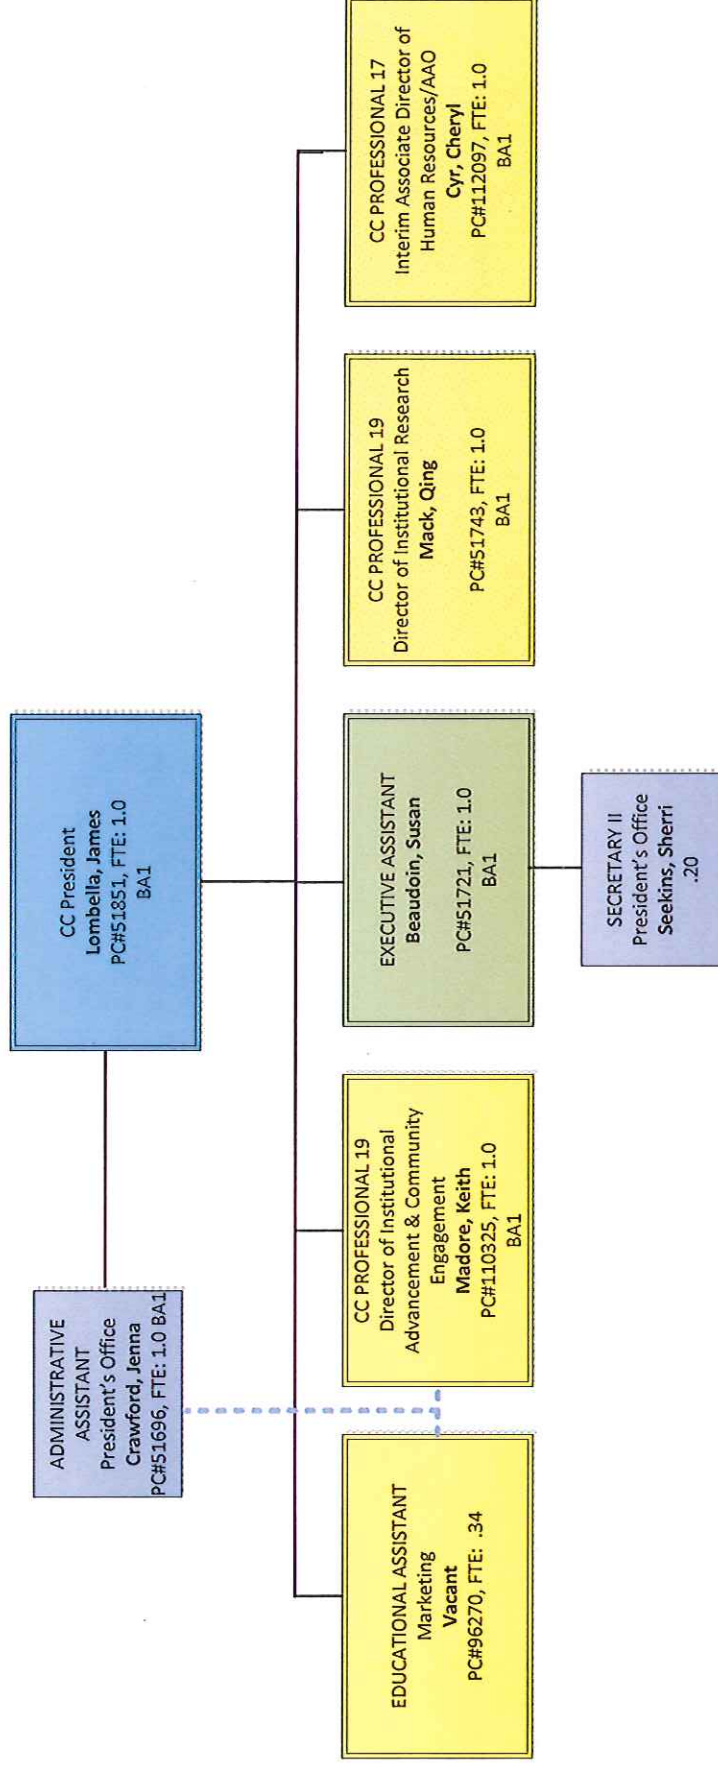 CC President
Lombella, James
PC#51851, FTE: 1.0
BA1
ADMINISTRATIVE
ASSISTANT
President's Office
Crawford, Jenna
PC#51696, FTE: 1.0 BA1
EDUCATIONAL ASSISTANT
Marketing
Vacant
PC#96270, FTE: .34
CC PROFESSIONAL 19
Director of Institutional
Advancement & Community
Engagement
Madore, Keith
PC#110325, FTE: 1.0
BA1
EXECUTIVE ASSISTANT
Beaudoin, Susan
PC#51721, FTE: 1.0
BA1
CC PROFESSIONAL 19
Director of Institutional Research
Mack, Qing
PC#51743, FTE: 1.0
BA1
CC PROFESSIONAL 17
Interim Associate Director of
Human Resources/AAO
Cyr, Cheryl
PC#112097, FTE: 1.0
BA1
SECRETARY II
President's Office
Seekins, Sherri
.20